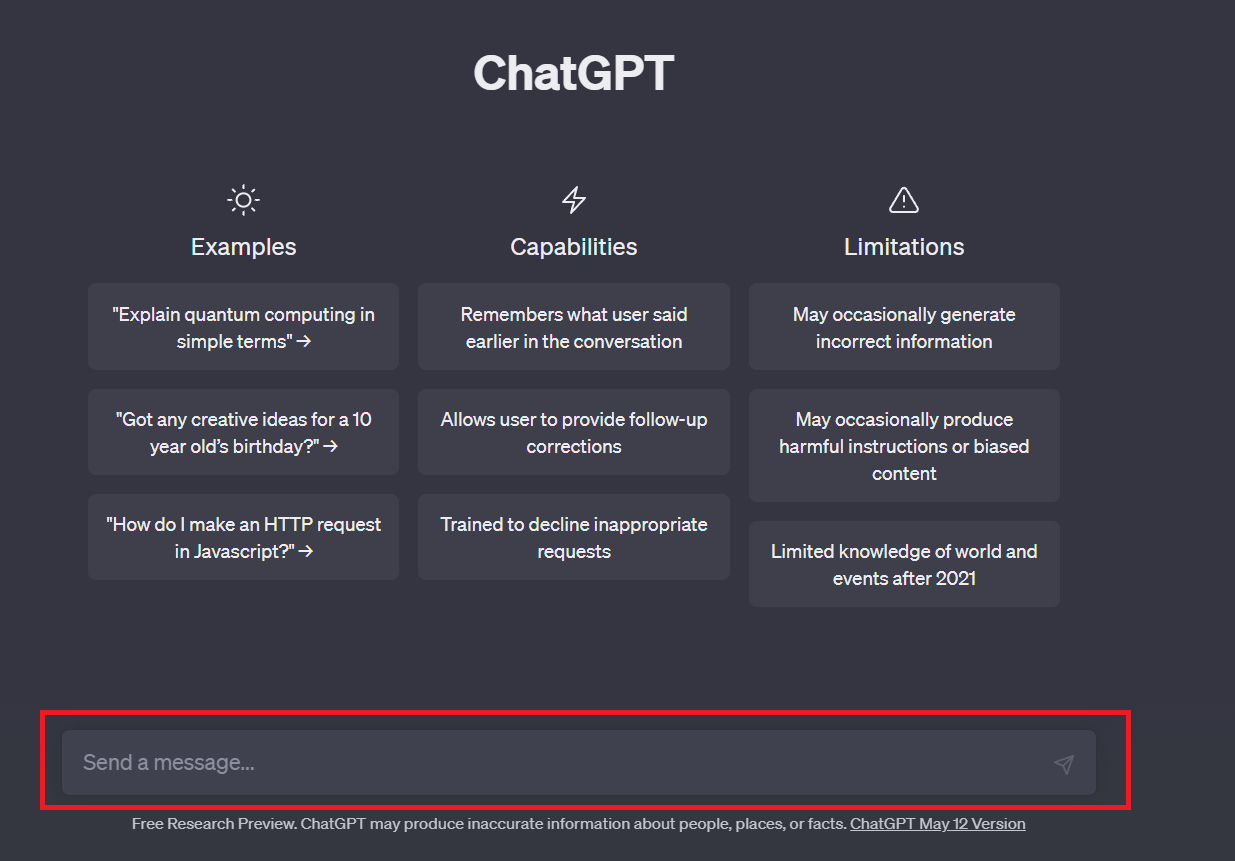 ChatGPT
Examples
"Explain quantum computing in
simple terms" →
"Got any creative ideas for a 10
year old’s birthday?" →
"How do I make an HTTP request
in Javascript?" →
Capabilities
Remembers what user said
earlier in the conversation
Allows user to provide follow-up
corrections
Trained to decline inappropriate
requests
Limitations
May occasionally generate
incorrect information
May occasionally produce
harmful instructions or biased
content
Limited knowledge of world and
events after 2021
Send a message...
Free Research Preview. ChatGPT may produce inaccurate information about people, places, or facts. ChatGPT May 12 Version